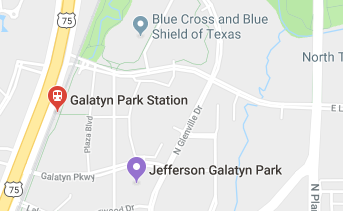 75
Blue Cross and Blue
Shield of Texas
North T
Galatyn Park Station
E L
Plaza Blvd
N Glenville Dr
Jefferson Galatyn Park
Galatyn Pkwy
75
N Pla